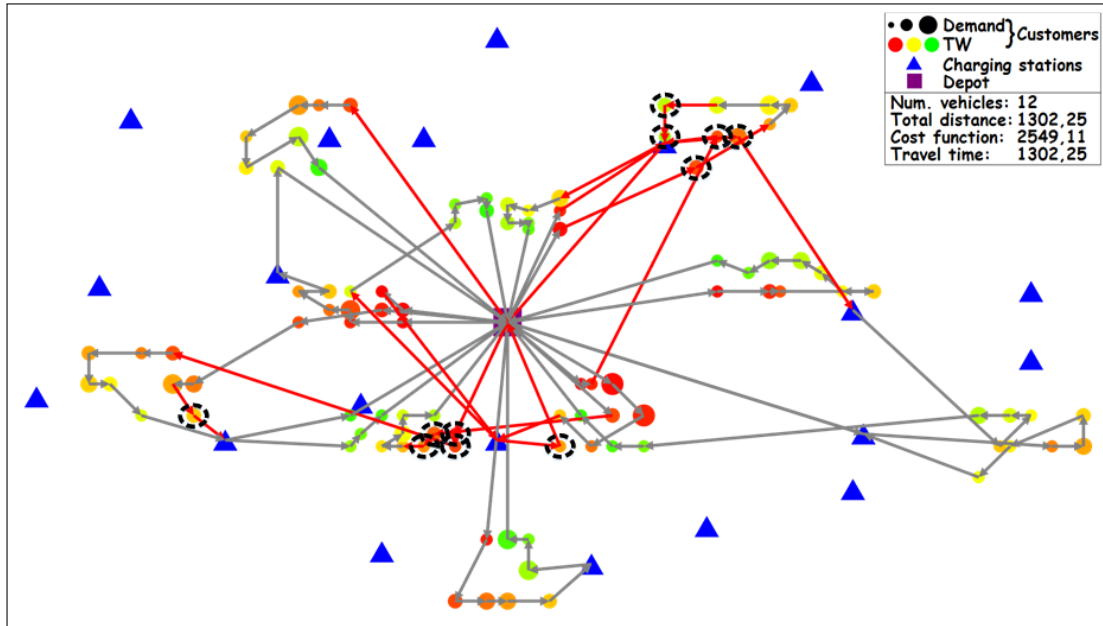 Demand
TW
} Customers
Charging stations
Depot
Num. vehicles: 12
Total distance: 1302,25
Cost function: 2549,11
Travel time: 1302,25